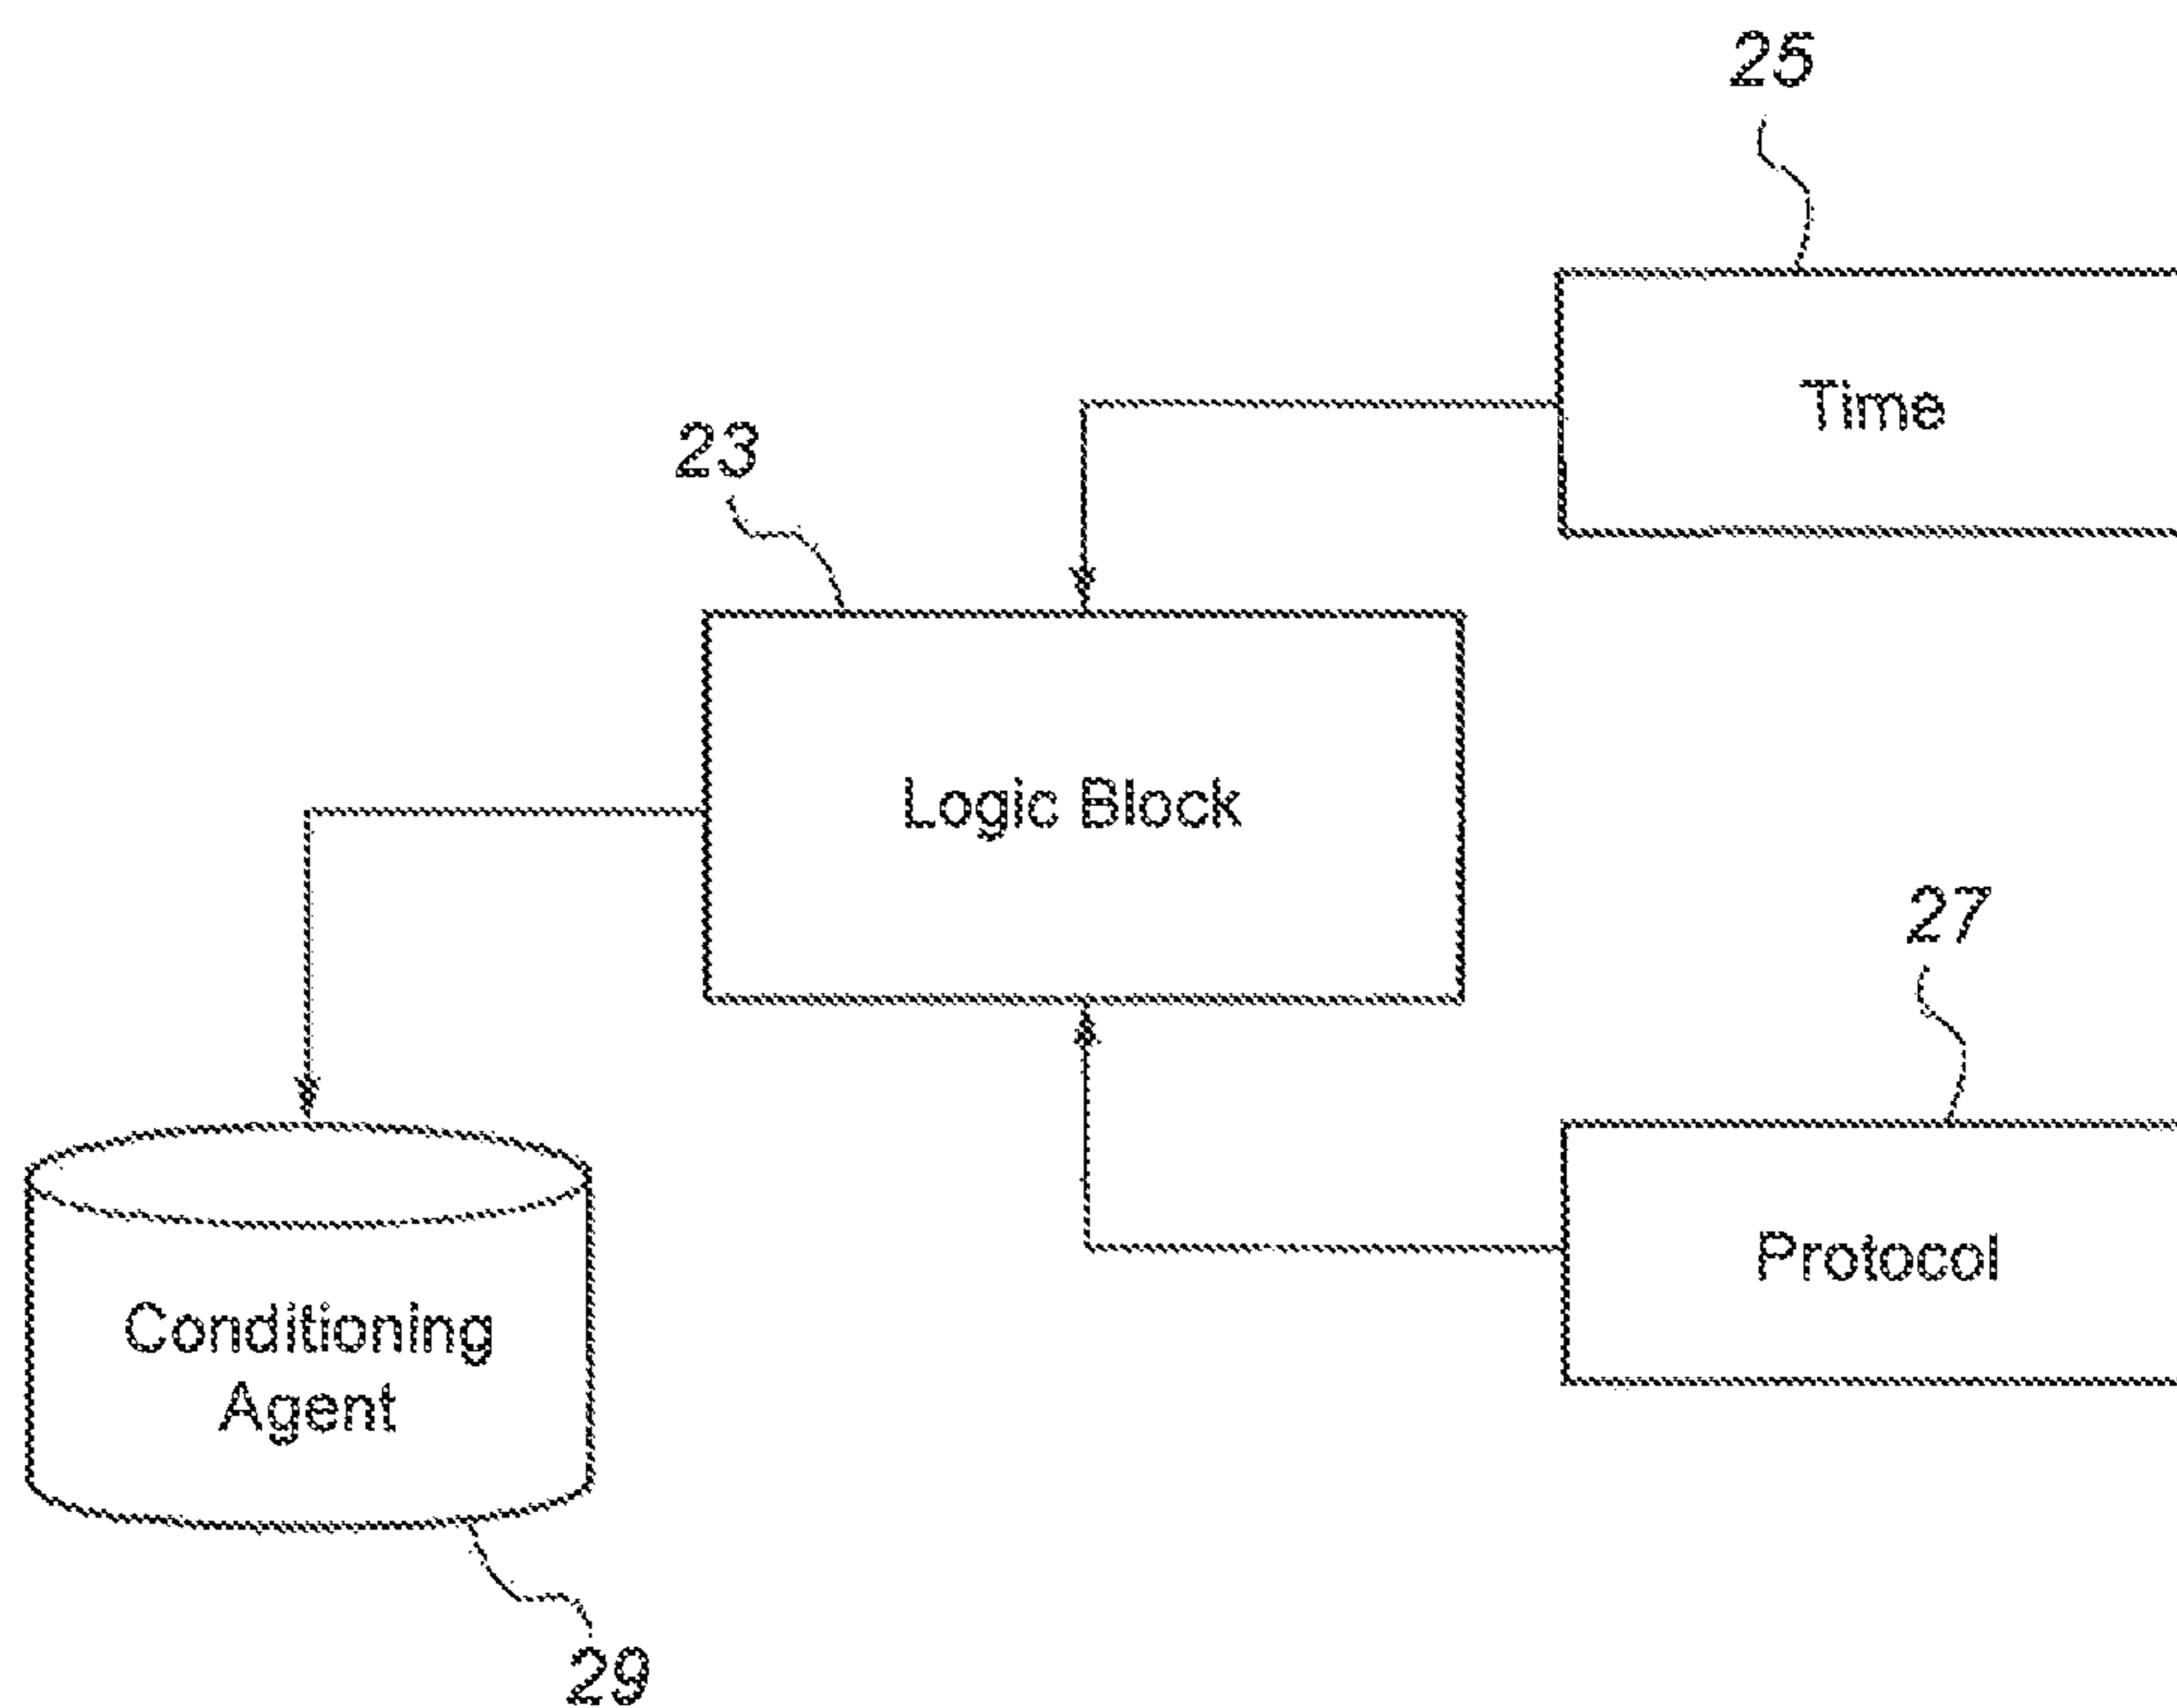 25
Time
23
Logic Block
27
Protocol
Conditioning
Agent
29